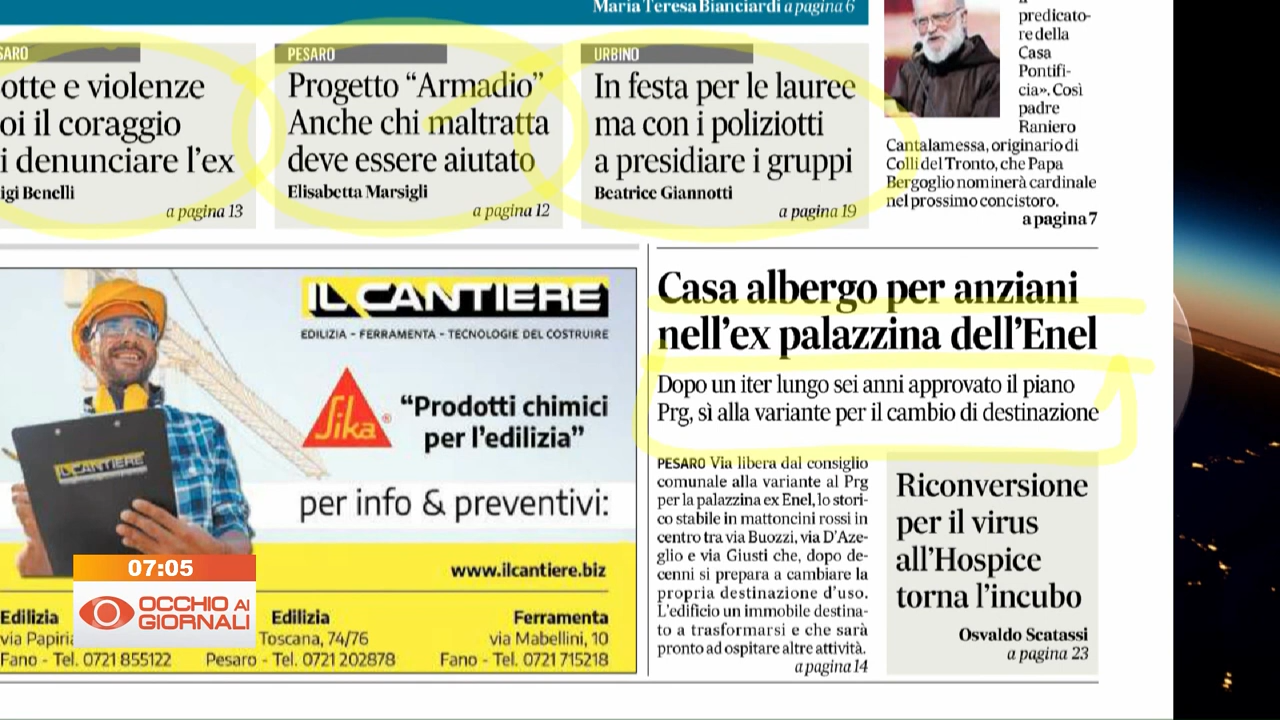 Maria Teresa Bianciardi a pagina 6
PESARO
Progetto “Armadio”
Anche chi maltratta
deve essere aiutato
Elisabetta Marsigli
a pagina 12
URBINO
In festa per le lauree
ma con i poliziotti
a presidiare i gruppi
Beatrice Giannotti
a pagina 19
e violenze
il coraggio
denunciare l’ex
Benelli
a pagina 13
predicato-
re della
Casa
Pontifi-
cia». Così
padre
Raniero
Cantalamessa, originario di
Colli del Tronto, che Papa
Bergoglio nominerà cardinale
nel prossimo concistoro.
a pagina 7
IL CANTIERE
EDILIZIA - FERRAMENTA - TECNOLOGIE DEL COSTRUIRE
Sika®
“Prodotti chimici
per l’edilizia”
IL CANTIERE
per info & preventivi:
www.ilcantiere.biz
Edilizia
via
Fano - Tel. 0721 855122
Edilizia
Toscana, 74/76
Pesaro - Tel. 0721 202878
Ferramenta
via Mabellini, 10
Fano - Tel. 0721 715218
07:05
OCCHIO AI
GIORNALI
Casa albergo per anziani
nell’ex palazzina dell’Enel
Dopo un iter lungo sei anni approvato il piano
Prg, sì alla variante per il cambio di destinazione
PESARO Via libera dal consiglio
comunale alla variante al Prg
per la palazzina ex Enel, lo stori-
co stabile in mattoncini rossi in
centro tra via Buozzi, via D’Aze-
glio e via Giusti che, dopo de-
cenni si prepara a cambiare la
propria destinazione d’uso.
L’edificio un immobile destina-
to a trasformarsi e che sarà
pronto ad ospitare altre attività.
a pagina 14
Riconversione
per il virus
all’Hospice
torna l’incubo
Osvaldo Scatassi
a pagina 23